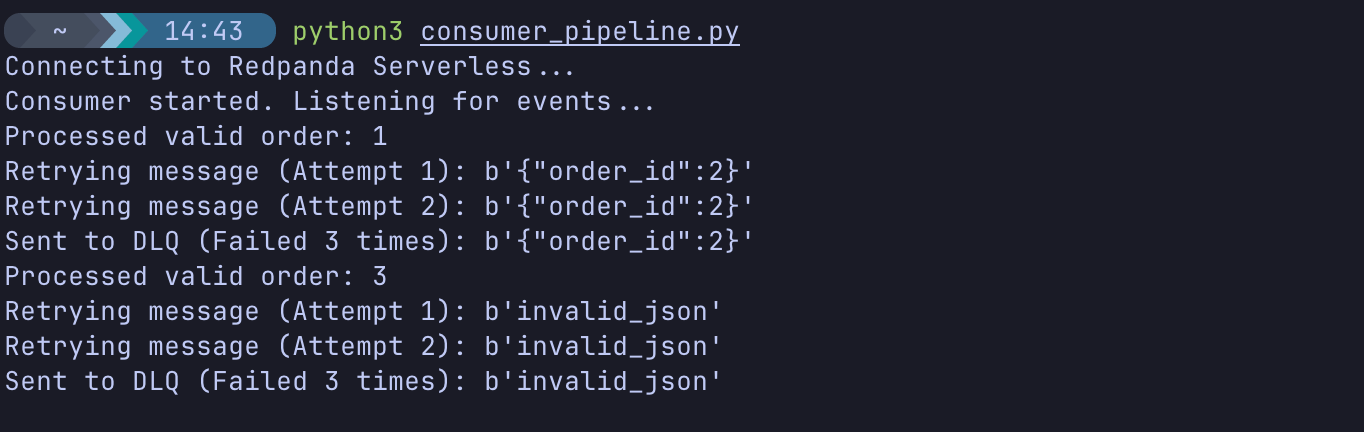 ~ 14:43 python3 consumer_pipeline.py
Connecting to Redpanda Serverless...
Consumer started. Listening for events...
Processed valid order: 1
Retrying message (Attempt 1): b'{"order_id":2}'
Retrying message (Attempt 2): b'{"order_id":2}'
Sent to DLQ (Failed 3 times): b'{"order_id":2}'
Processed valid order: 3
Retrying message (Attempt 1): b'invalid_json'
Retrying message (Attempt 2): b'invalid_json'
Sent to DLQ (Failed 3 times): b'invalid_json'